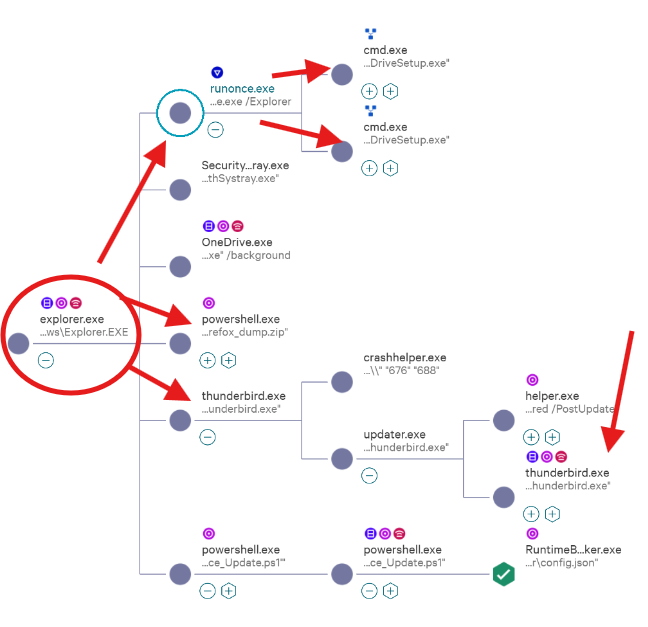 cmd.exe
...DriveSetup.exe"
runonce.exe
...e.exe /Explorer
cmd.exe
...DriveSetup.exe"
Security...ray.exe
...thSystray.exe"
OneDrive.exe
...xe" /background
explorer.exe
...ws\Explorer.EXE
powershell.exe
...refox_dump.zip"
crashhelper.exe
...\\" "676" "688"
thunderbird.exe
...underbird.exe"
helper.exe
...red /PostUpdate
updater.exe
...hunderbird.exe"
thunderbird.exe
...hunderbird.exe"
powershell.exe
...ce_Update.ps1'"
powershell.exe
...ce_Update.ps1"
RuntimeB...ker.exe
...r\config.json"